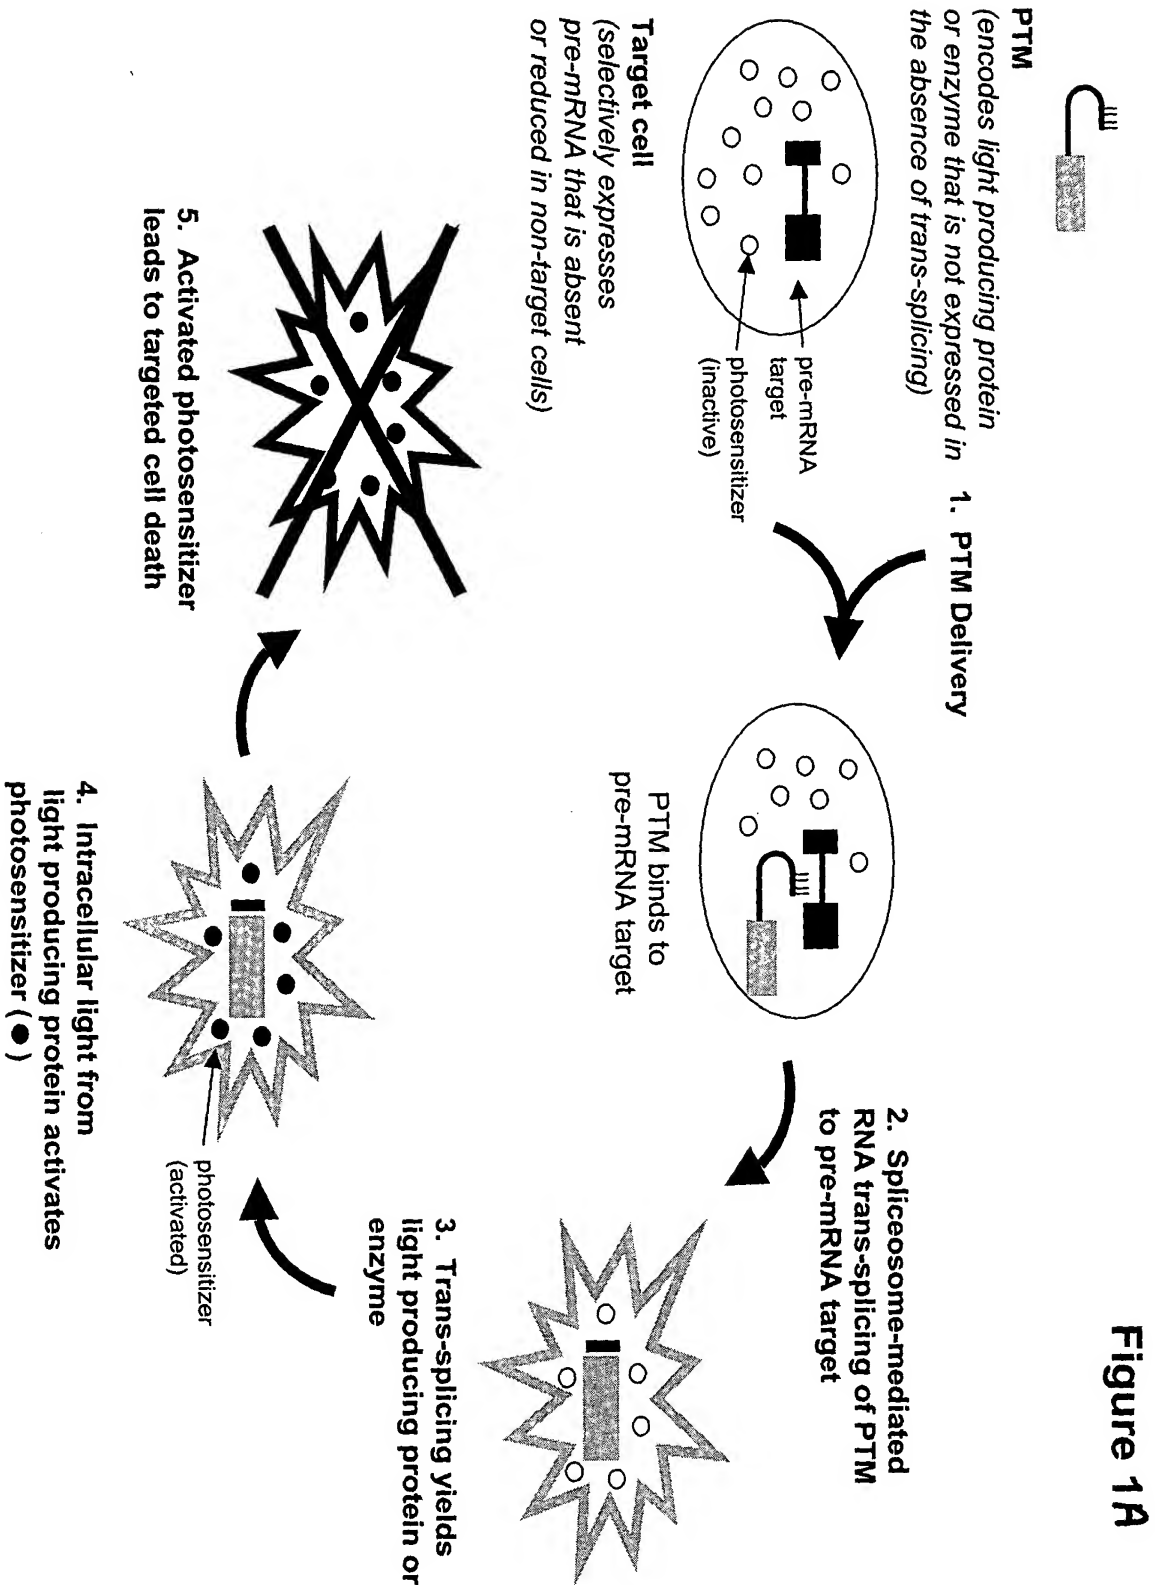 Figure 1A
PTM
(encodes light producing protein
or enzyme that is not expressed in
the absence of trans-splicing)
1. PTM Delivery
pre-mRNA
target
photosensitizer
(inactive)
Target cell
(selectively expresses
pre-mRNA that is absent
or reduced in non-target cells)
PTM binds to
pre-mRNA target
2. Spliceosome-mediated
RNA trans-splicing of PTM
to pre-mRNA target
3. Trans-splicing yields
light producing protein or
enzyme
photosensitizer
(activated)
4. Intracellular light from
light producing protein activates
photosensitizer (●)
5. Activated photosensitizer
leads to targeted cell death